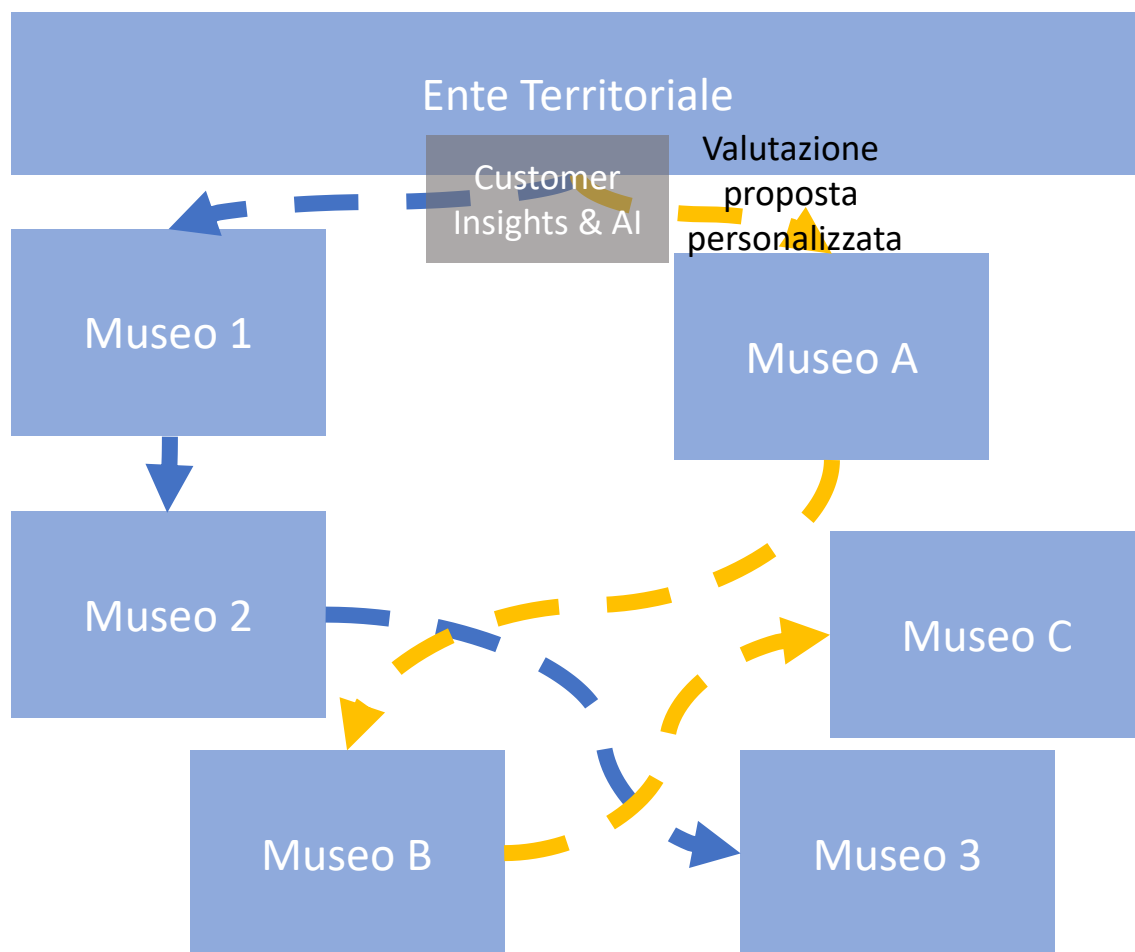 Ente Territoriale
Customer
Insights & AI
Valutazione
proposta
personalizzata
Museo 1
Museo A
Museo 2
Museo C
Museo B
Museo 3